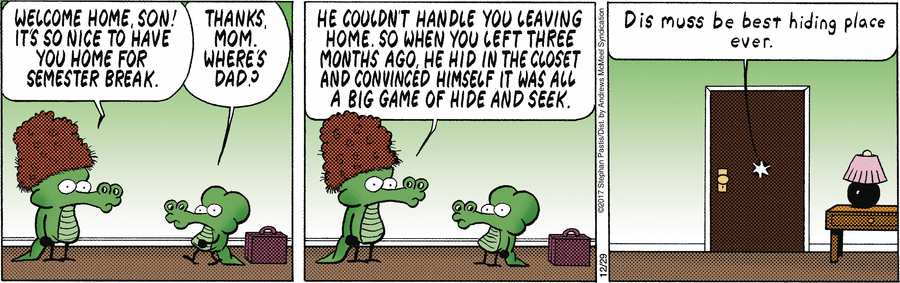 WELCOME HOME, SON!
IT'S SO NICE TO HAVE
YOU HOME FOR
SEMESTER BREAK.
THANKS,
MOM.
WHERE'S
DAD?
HE COULDN'T HANDLE YOU LEAVING
HOME. SO WHEN YOU LEFT THREE
MONTHS AGO, HE HID IN THE CLOSET
AND CONVINCED HIMSELF IT WAS ALL
A BIG GAME OF HIDE AND SEEK.
©2017 Stephan Pastis/Dist. by Andrews McMeel Syndication
12/29
Dis muss be best hiding place
ever.